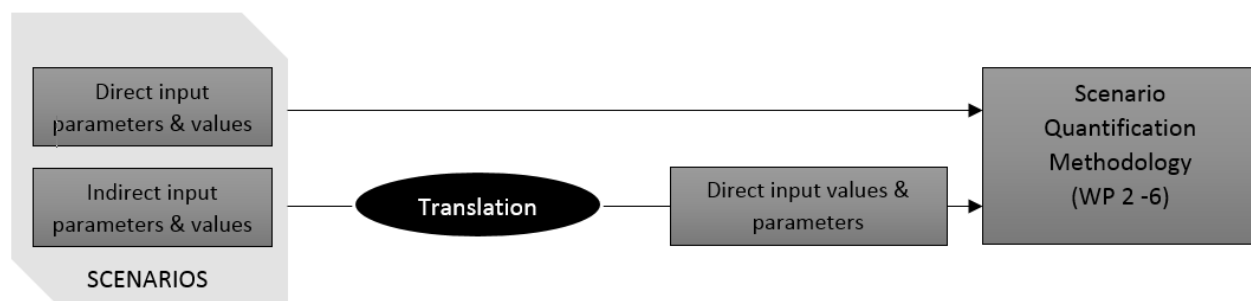 Direct input
parameters & values
Indirect input
parameters & values
SCENARIOS
Translation
Direct input values &
parameters
Scenario
Quantification
Methodology
(WP 2 -6)